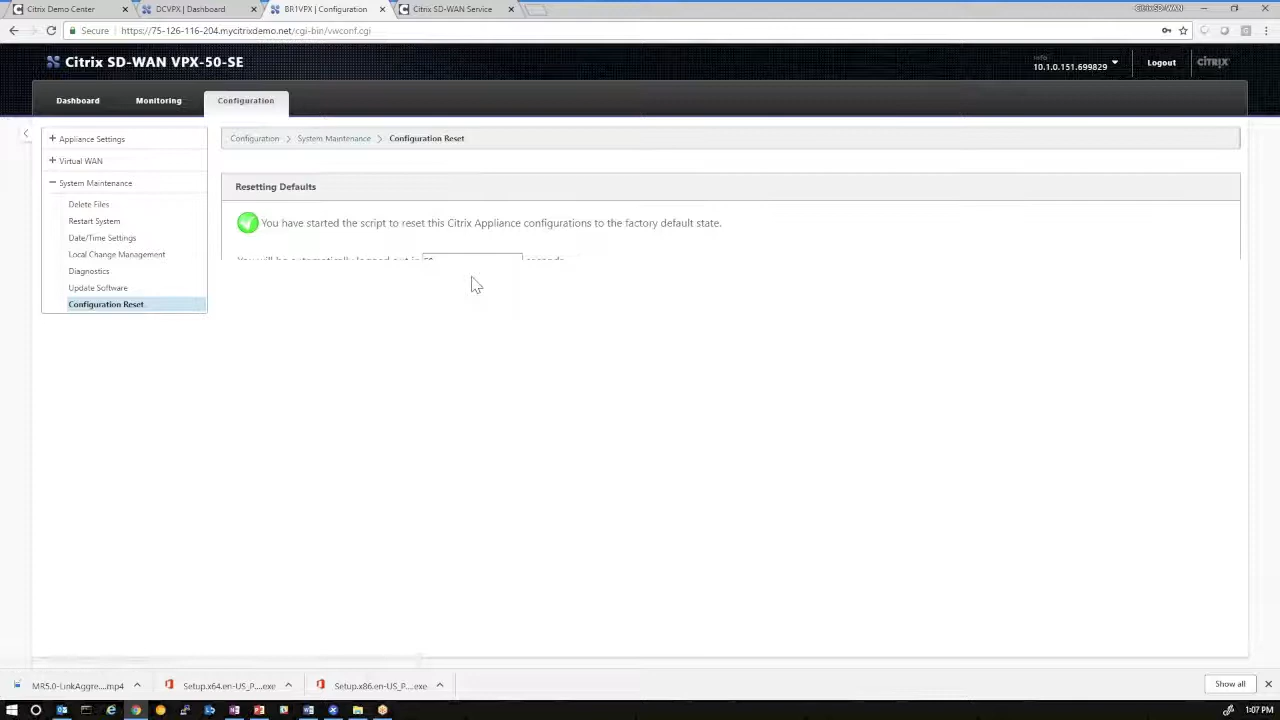 Citrix Demo Center
DCVPX | Dashboard
BR1VPX | Configuration
Citrix SD-WAN Service
CitrixSD-WAN
Secure
https://75-126-116-204.mycitrixdemo.net/cgi-bin/vwconf.cgi
Citrix SD-WAN VPX-50-SE
Info
10.1.0.151.699829
Logout
CITRIX
Dashboard
Monitoring
Configuration
+ Appliance Settings
+ Virtual WAN
− System Maintenance
Delete Files
Restart System
Date/Time Settings
Local Change Management
Diagnostics
Update Software
Configuration Reset
Configuration > System Maintenance > Configuration Reset
Resetting Defaults
You have started the script to reset this Citrix Appliance configurations to the factory default state.
You will be automatically logged out in
seconds
MR5.0-LinkAggre....mp4
Setup.x64.en-US_P....exe
Setup.x86.en-US_P....exe
Show all
1:07 PM